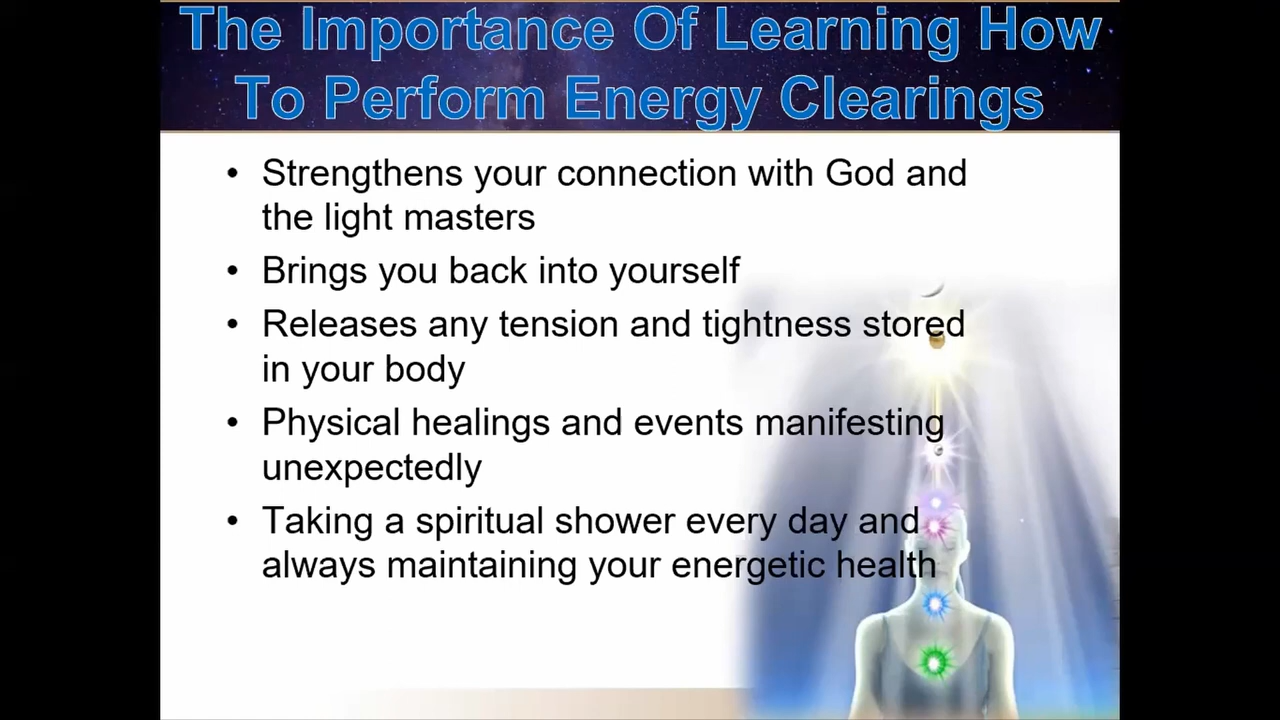 The Importance Of Learning How
To Perform Energy Clearings
• Strengthens your connection with God and
the light masters
• Brings you back into yourself
• Releases any tension and tightness stored
in your body
• Physical healings and events manifesting
unexpectedly
• Taking a spiritual shower every day and
always maintaining your energetic health